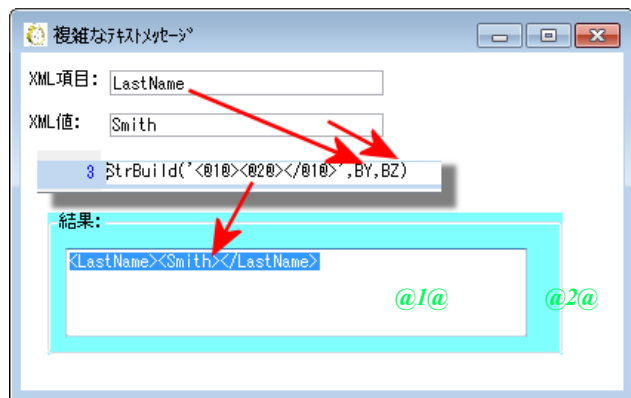 複雑なﾃｷｽﾄﾒｯｾｰｼﾞ
XML項目: LastName
XML値: Smith
3 StrBuild('<@1@><@2@></@1@>',BY,BZ)
結果:
<LastName><Smith></LastName>
@1@ @2@